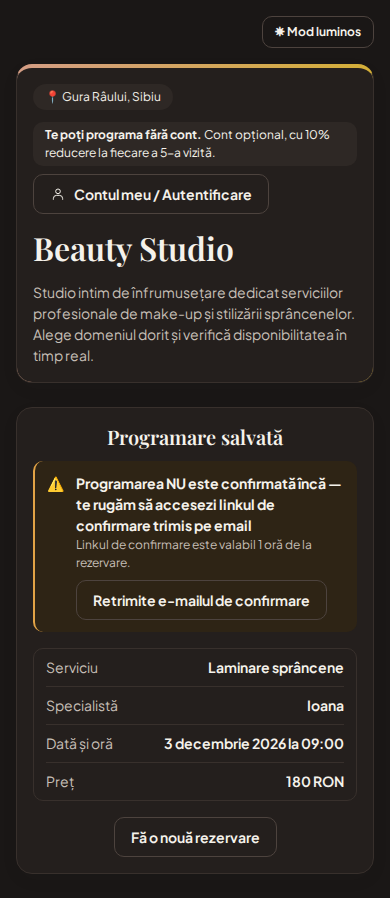 ✸ Mod luminos
📍 Gura Râului, Sibiu
Te poți programa fără cont. Cont opțional, cu 10%
reducere la fiecare a 5-a vizită.
Contul meu / Autentificare
Beauty Studio
Studio intim de înfrumusețare dedicat serviciilor
profesionale de make-up și stilizării sprâncenelor.
Alege domeniul dorit și verifică disponibilitatea în
timp real.
Programare salvată
⚠️ Programarea NU este confirmată încă —
te rugăm să accesezi linkul de
confirmare trimis pe email
Linkul de confirmare este valabil 1 oră de la
rezervare.
Retrimite e-mailul de confirmare
Serviciu Laminare sprâncene
Specialistă Ioana
Dată și oră 3 decembrie 2026 la 09:00
Preț 180 RON
Fă o nouă rezervare